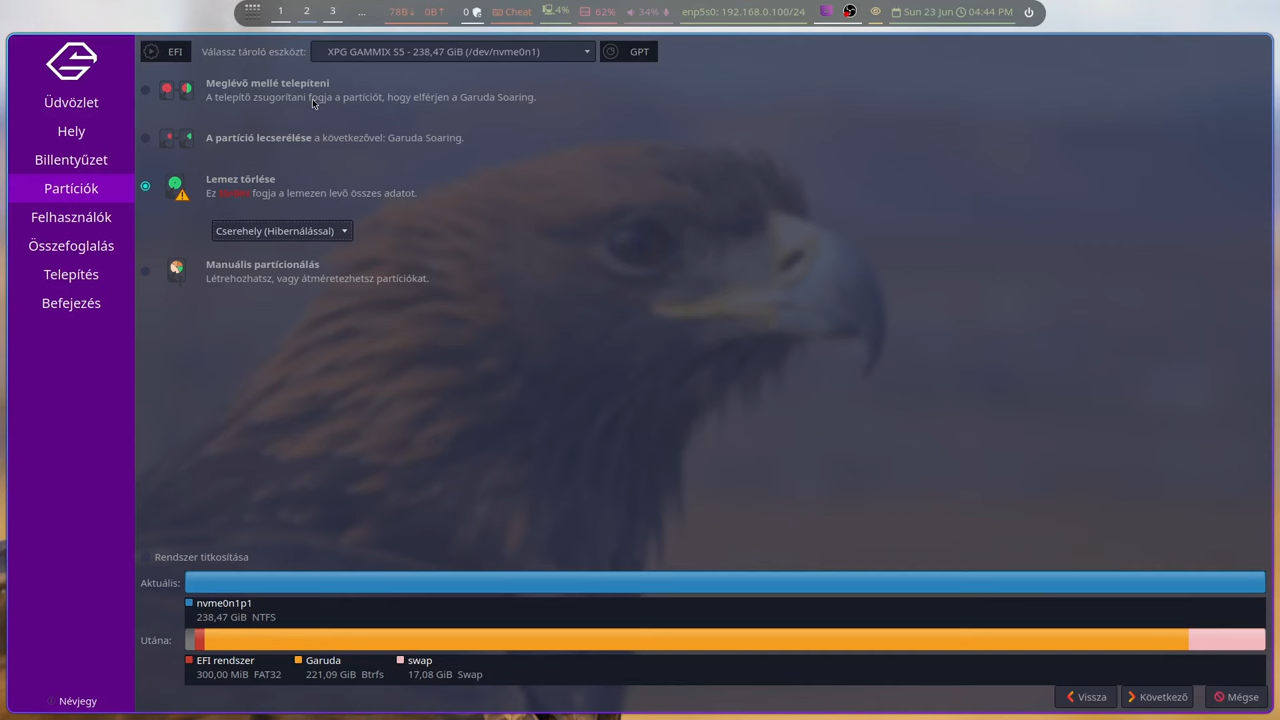 1 2 3 ... 78B↓ 0B↑ 0 Cheat 4% 62% 34% enp5s0: 192.168.0.100/24 Sun 23 Jun 04:44 PM
EFI Válassz tároló eszközt: XPG GAMMIX S5 - 238,47 GiB (/dev/nvme0n1) GPT
Üdvözlet
Hely
Billentyűzet
Partíciók
Felhasználók
Összefoglalás
Telepítés
Befejezés
Névjegy
Meglévő mellé telepíteni
A telepítő zsugorítani fogja a partíciót, hogy elférjen a Garuda Soaring.
A partíció lecserélése a következővel: Garuda Soaring.
Lemez törlése
Ez törölni fogja a lemezen levő összes adatot.
Cserehely (Hibernálással)
Manuális partícionálás
Létrehozhatsz, vagy átméretezhetsz partíciókat.
Rendszer titkosítása
Aktuális:
nvme0n1p1
238,47 GiB NTFS
Utána:
EFI rendszer Garuda swap
300,00 MiB FAT32 221,09 GiB Btrfs 17,08 GiB Swap
Vissza Következő Mégse